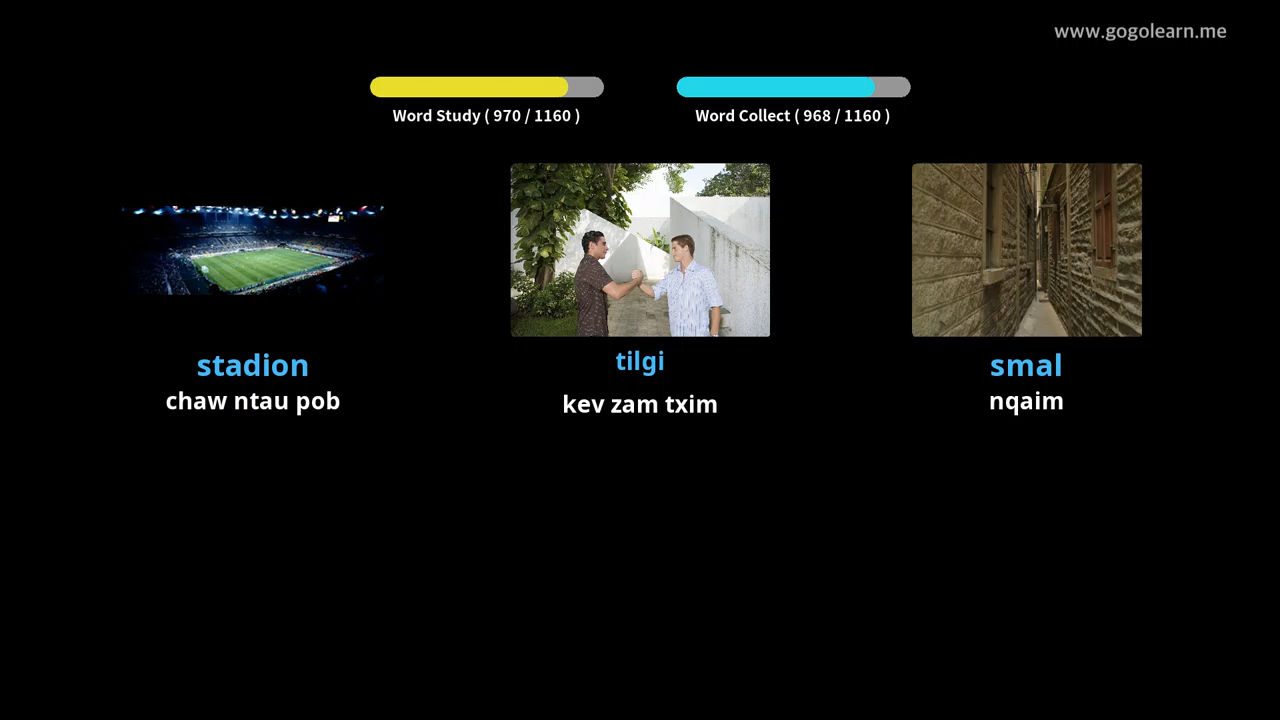 www.gogolearn.me
Word Study ( 970 / 1160 )
Word Collect ( 968 / 1160 )
stadion
chaw ntau pob
tilgi
kev zam txim
smal
nqaim